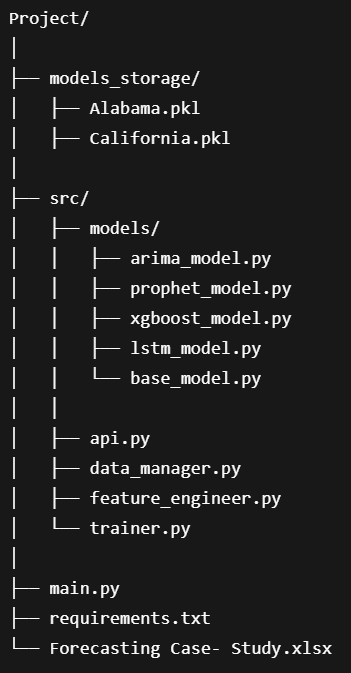 Project/
│
├── models_storage/
│   ├── Alabama.pkl
│   ├── California.pkl
│
├── src/
│   ├── models/
│   │   ├── arima_model.py
│   │   ├── prophet_model.py
│   │   ├── xgboost_model.py
│   │   ├── lstm_model.py
│   │   └── base_model.py
│   │
│   ├── api.py
│   ├── data_manager.py
│   ├── feature_engineer.py
│   └── trainer.py
│
├── main.py
├── requirements.txt
└── Forecasting Case- Study.xlsx